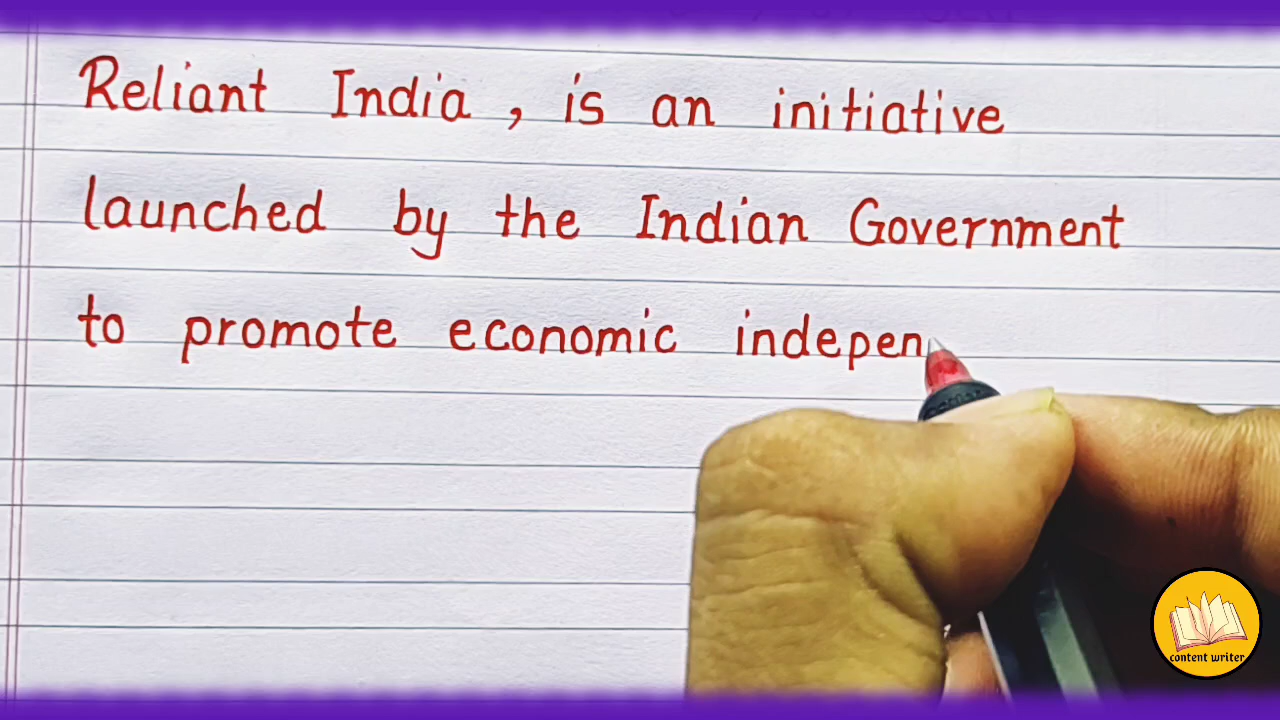 Reliant India, is an initiative
launched by the Indian Government
to promote economic indepen
content writer